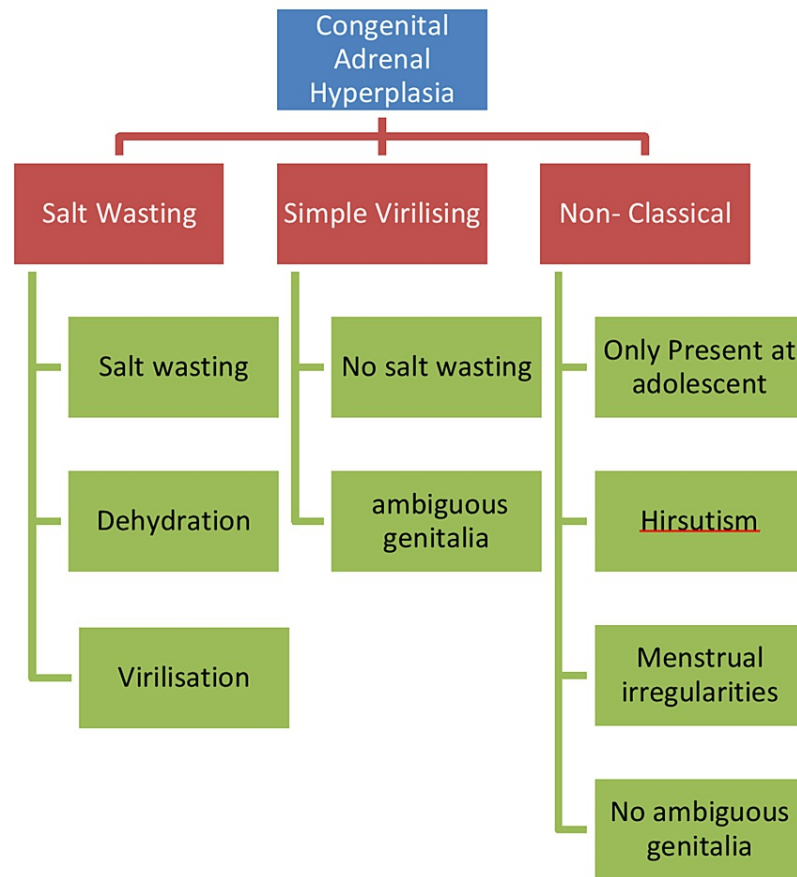 Congenital
Adrenal
Hyperplasia
Salt Wasting
Simple Virilising
Non- Classical
Salt wasting
Dehydration
Virilisation
No salt wasting
ambiguous
genitalia
Only Present at
adolescent
Hirsutism
Menstrual
irregularities
No ambiguous
genitalia